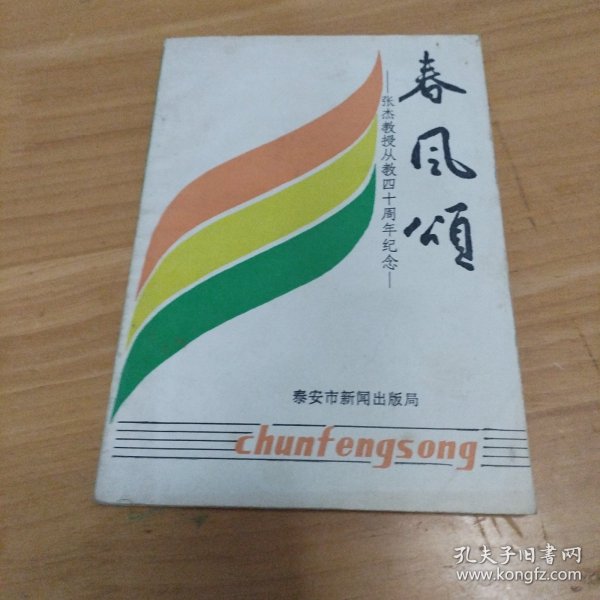 春风颂
——张杰教授从教四十周年纪念——
泰安市新闻出版局
chunfengsong
孔夫子旧书网
www.kongfz.com